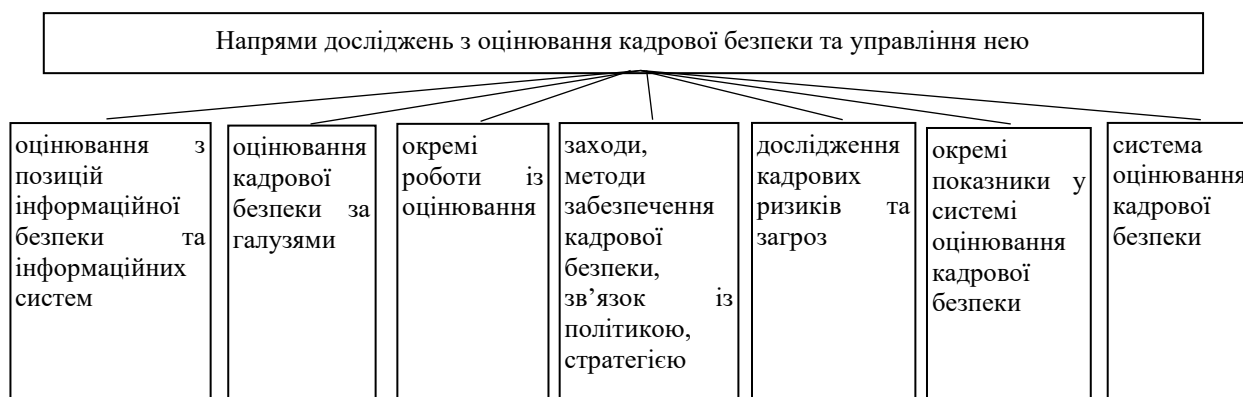 Напрями досліджень з оцінювання кадрової безпеки та управління нею
оцінювання з
позицій
інформаційної
безпеки та
інформаційних
систем
оцінювання
кадрової
безпеки за
галузями
окремі
роботи із
оцінювання
заходи,
методи
забезпечення
кадрової
безпеки,
зв’язок із
політикою,
стратегією
дослідження
кадрових
ризиків та
загроз
окремі
показники у
системі
оцінювання
кадрової
безпеки
система
оцінювання
кадрової
безпеки